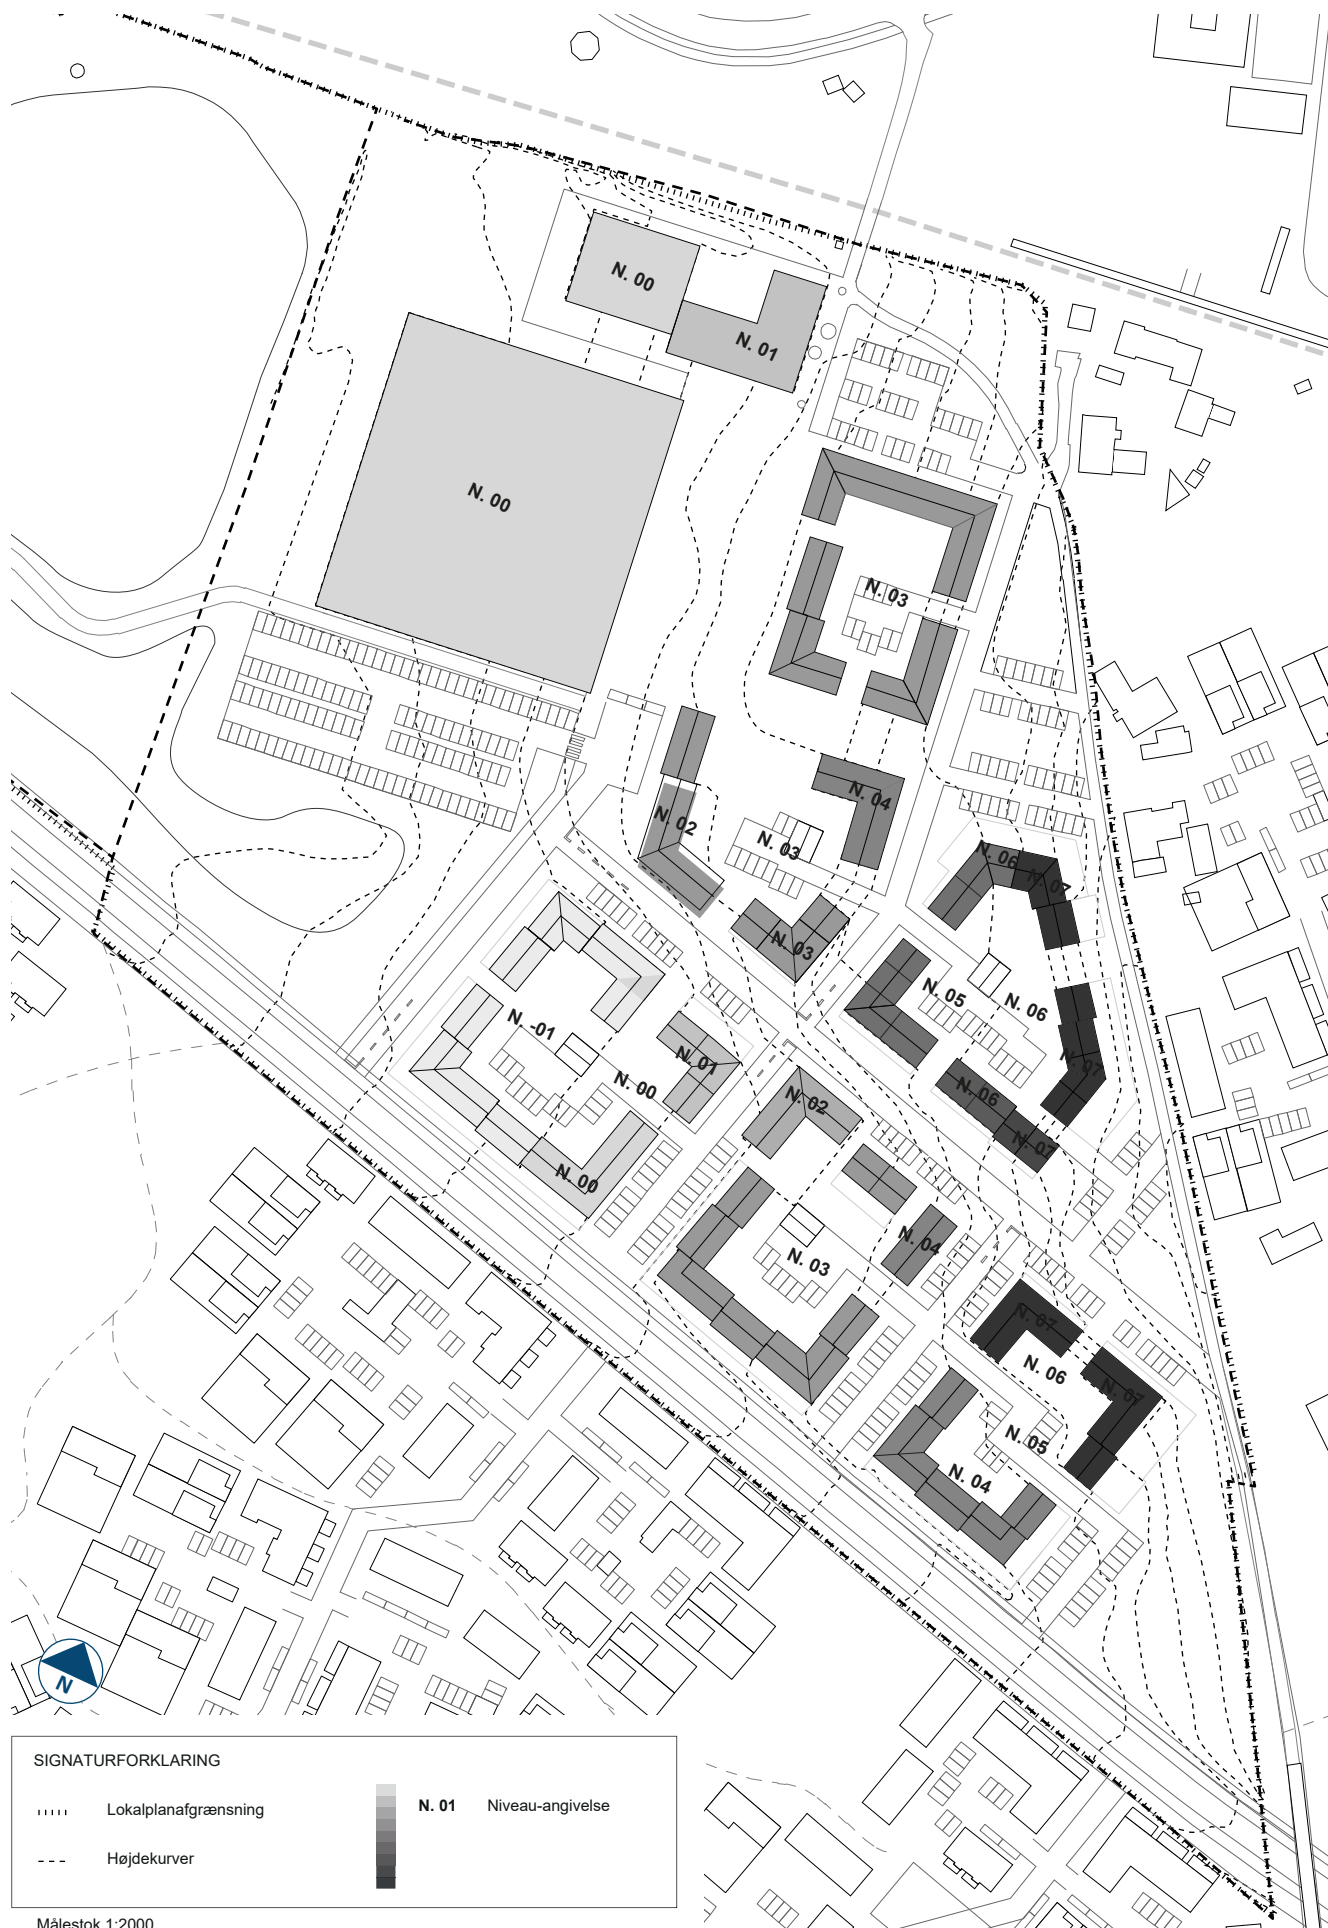 N. 00
N. 01
N. 00
N. 03
N. 02
N. 04
N. 03
N. 06
N. 07
N. 03
N. 05
N. 06
N. -01
N. 01
N. 00
N. 07
N. 06
N. 02
N. 07
N. 00
N. 04
N. 03
N. 07
N. 06
N. 07
N. 05
N. 04
N
SIGNATURFORKLARING
Lokalplanafgrænsning
N. 01 Niveau-angivelse
Højdekurver
Målestok 1:2000